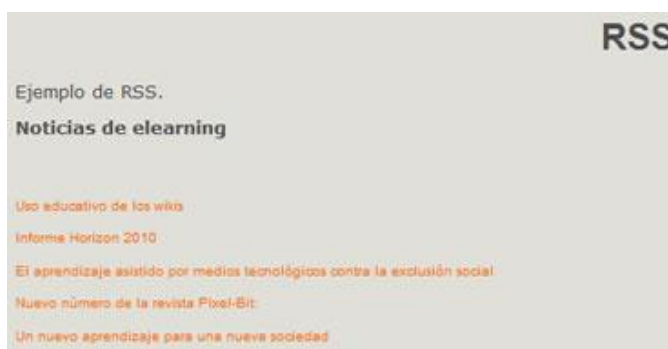 RSS
Ejemplo de RSS.
Noticias de elearning
Uso educativo de los wikis
Informe Horizon 2010
El aprendizaje asistido por medios tecnológicos contra la exclusión social
Nuevo número de la revista Pixel-Bit:
Un nuevo aprendizaje para una nueva sociedad